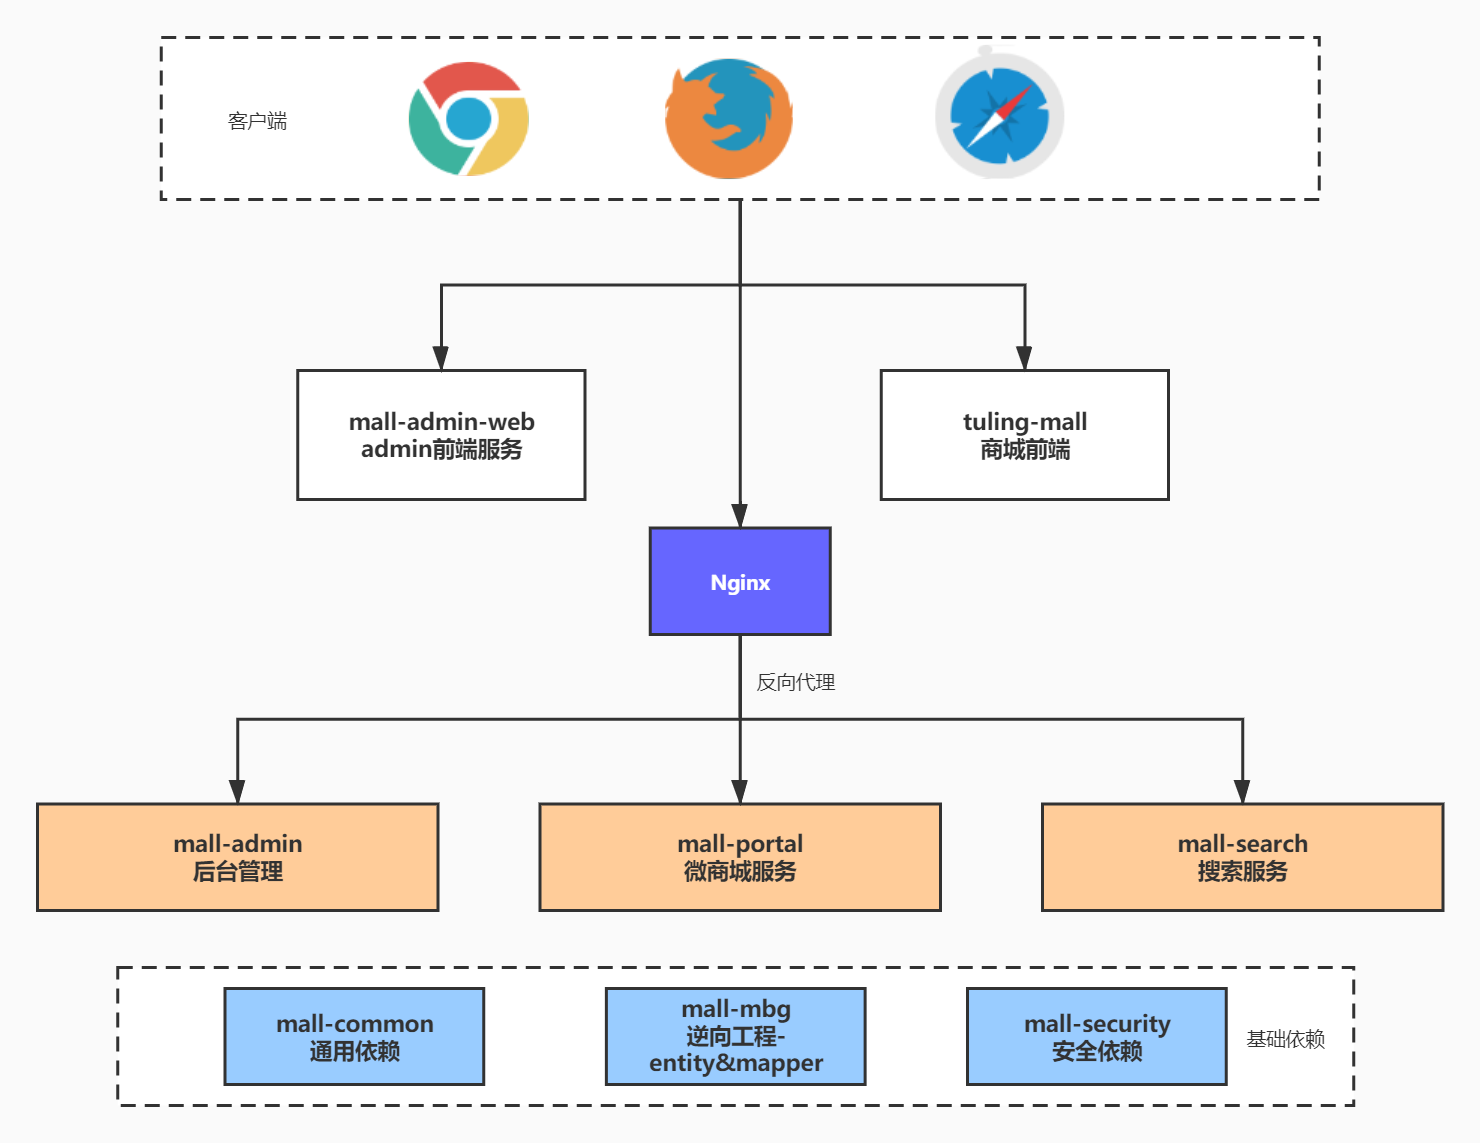 客户端
mall-admin-web
admin前端服务
tuling-mall
商城前端
Nginx
反向代理
mall-admin
后台管理
mall-portal
微商城服务
mall-search
搜索服务
mall-common
通用依赖
mall-mbg
逆向工程-
entity&mapper
mall-security
安全依赖
基础依赖